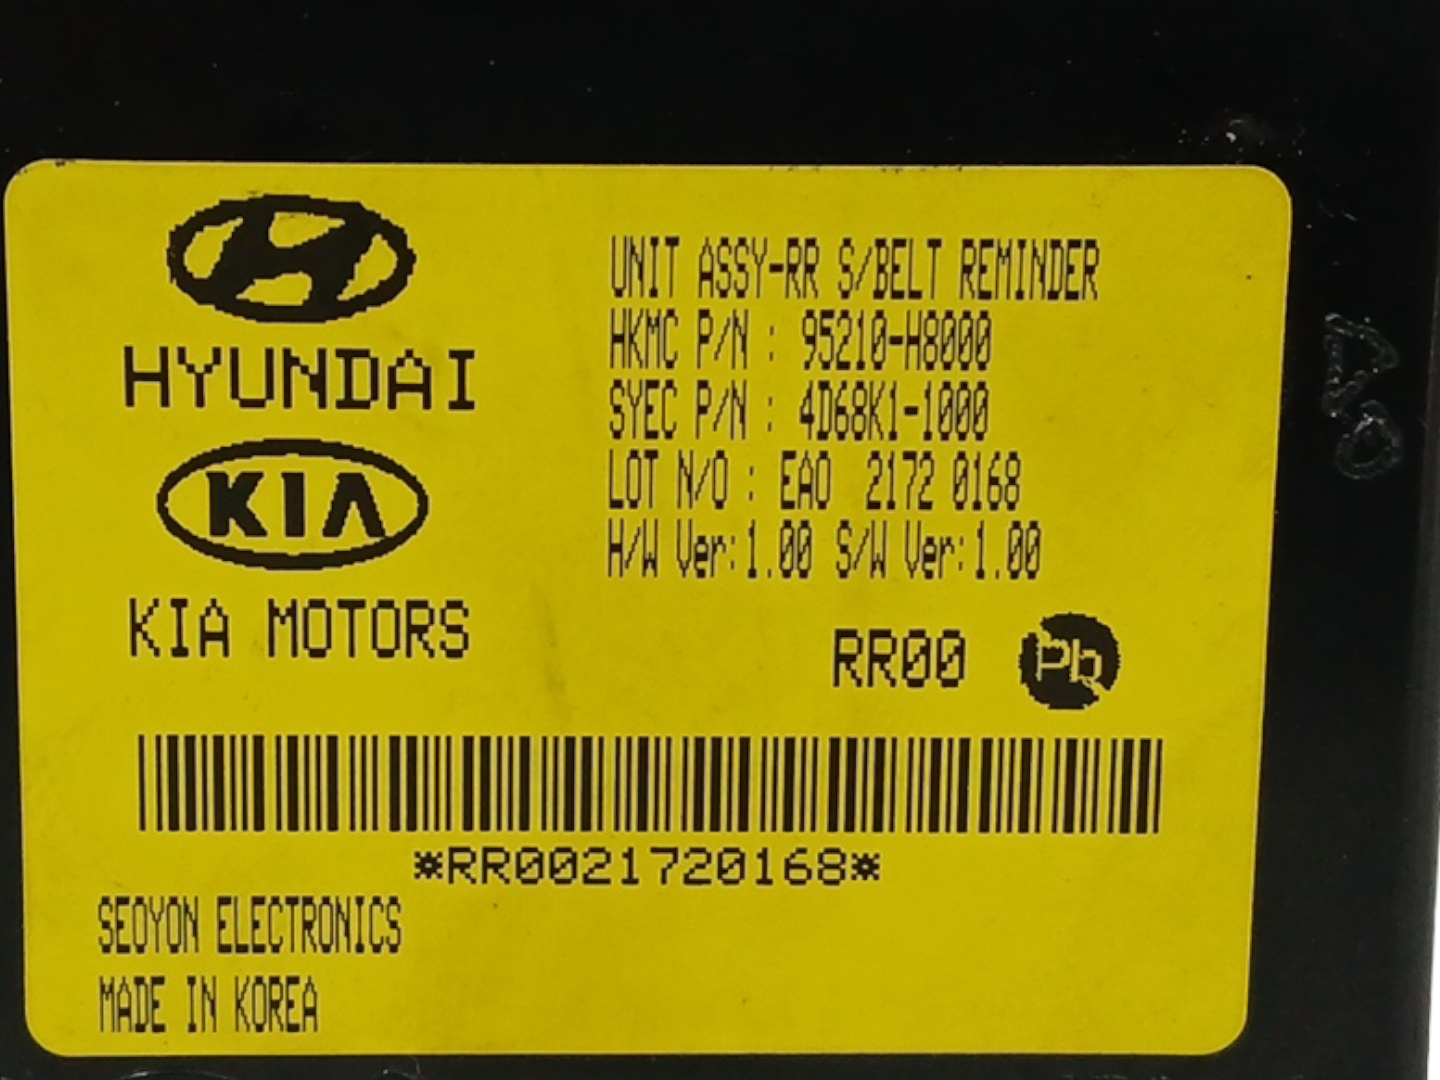 HYUNDAI
KIA
KIA MOTORS
UNIT ASSY-RR S/BELT REMINDER
HKMC P/N : 95210-H8000
SYEC P/N : 4D68K1-1000
LOT N/O : EAO 2172 0168
H/W Ver:1.00 S/W Ver:1.00
RR00 Pb
*RR0021720168*
SEOYON ELECTRONICS
MADE IN KOREA